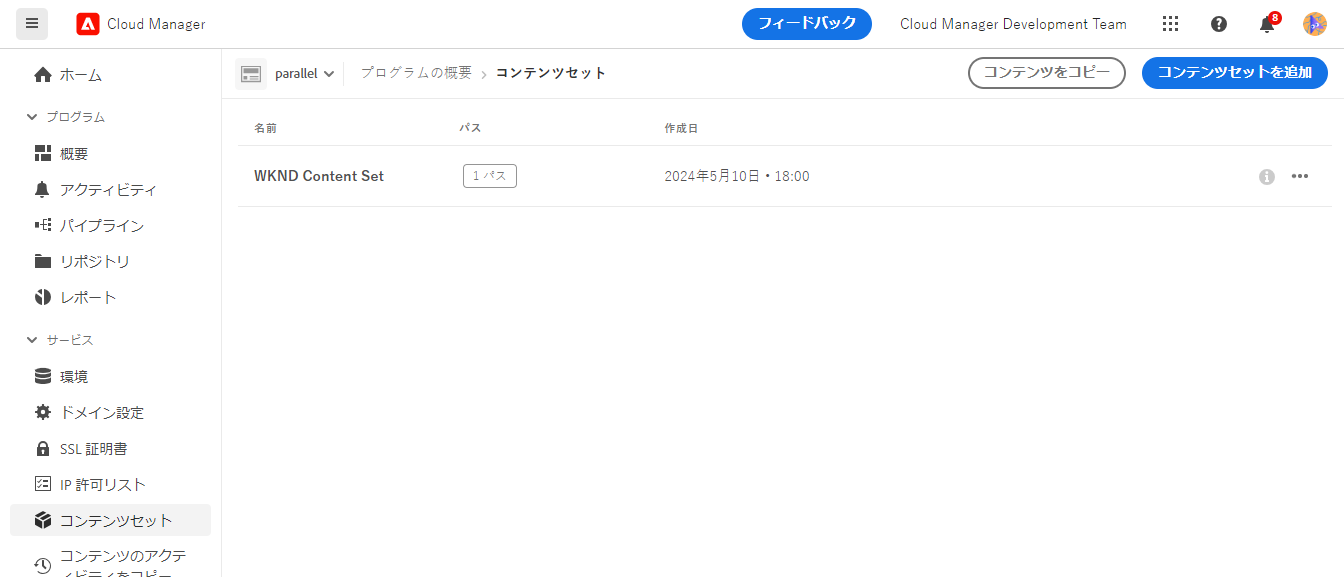 Cloud Manager
フィードバック
Cloud Manager Development Team
8
ホーム
プログラム
概要
アクティビティ
パイプライン
リポジトリ
レポート
サービス
環境
ドメイン設定
SSL 証明書
IP 許可リスト
コンテンツセット
コンテンツのアクテ
ィビティをコピー
parallel
プログラムの概要 › コンテンツセット
コンテンツをコピー
コンテンツセットを追加
名前 パス 作成日
WKND Content Set 1 パス 2024年5月10日・18:00